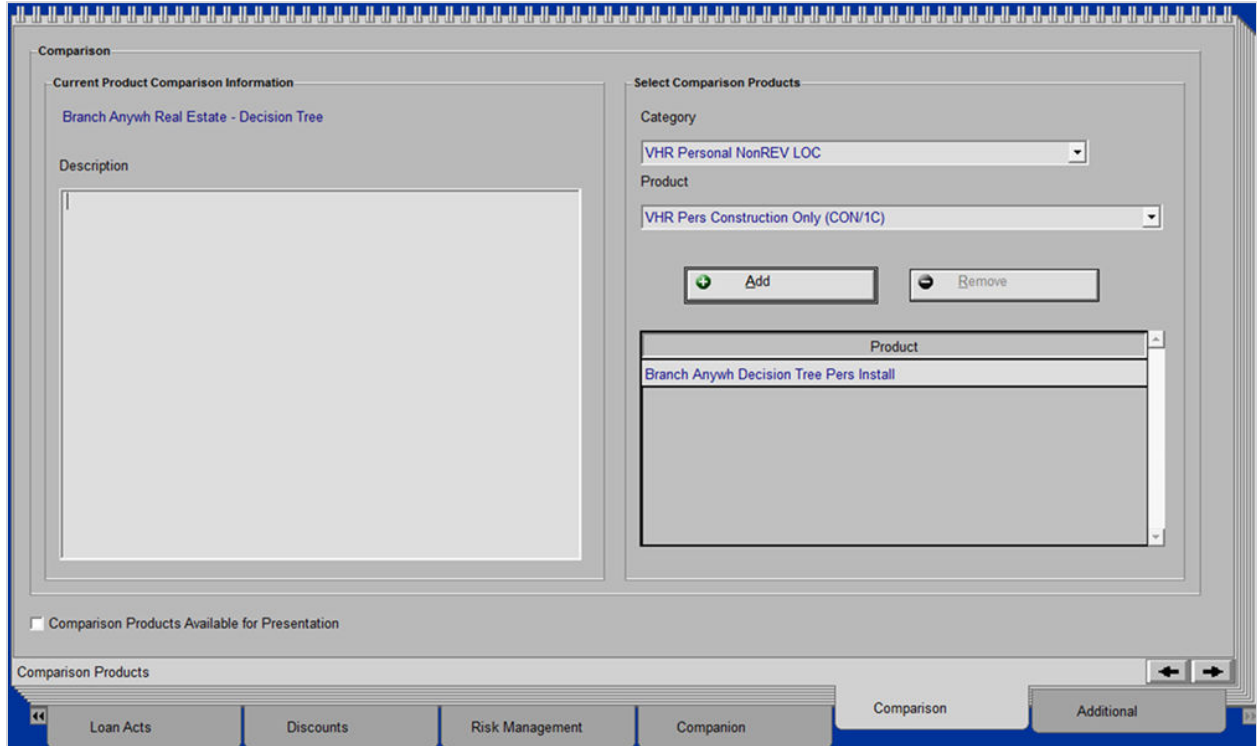 Comparison
Current Product Comparison Information
Branch Anywh Real Estate - Decision Tree
Description
Select Comparison Products
Category
VHR Personal NonREV LOC
Product
VHR Pers Construction Only (CON/1C)
Add
Remove
Product
Branch Anywh Decision Tree Pers Install
Comparison Products Available for Presentation
Comparison Products
Loan Acts
Discounts
Risk Management
Companion
Comparison
Additional